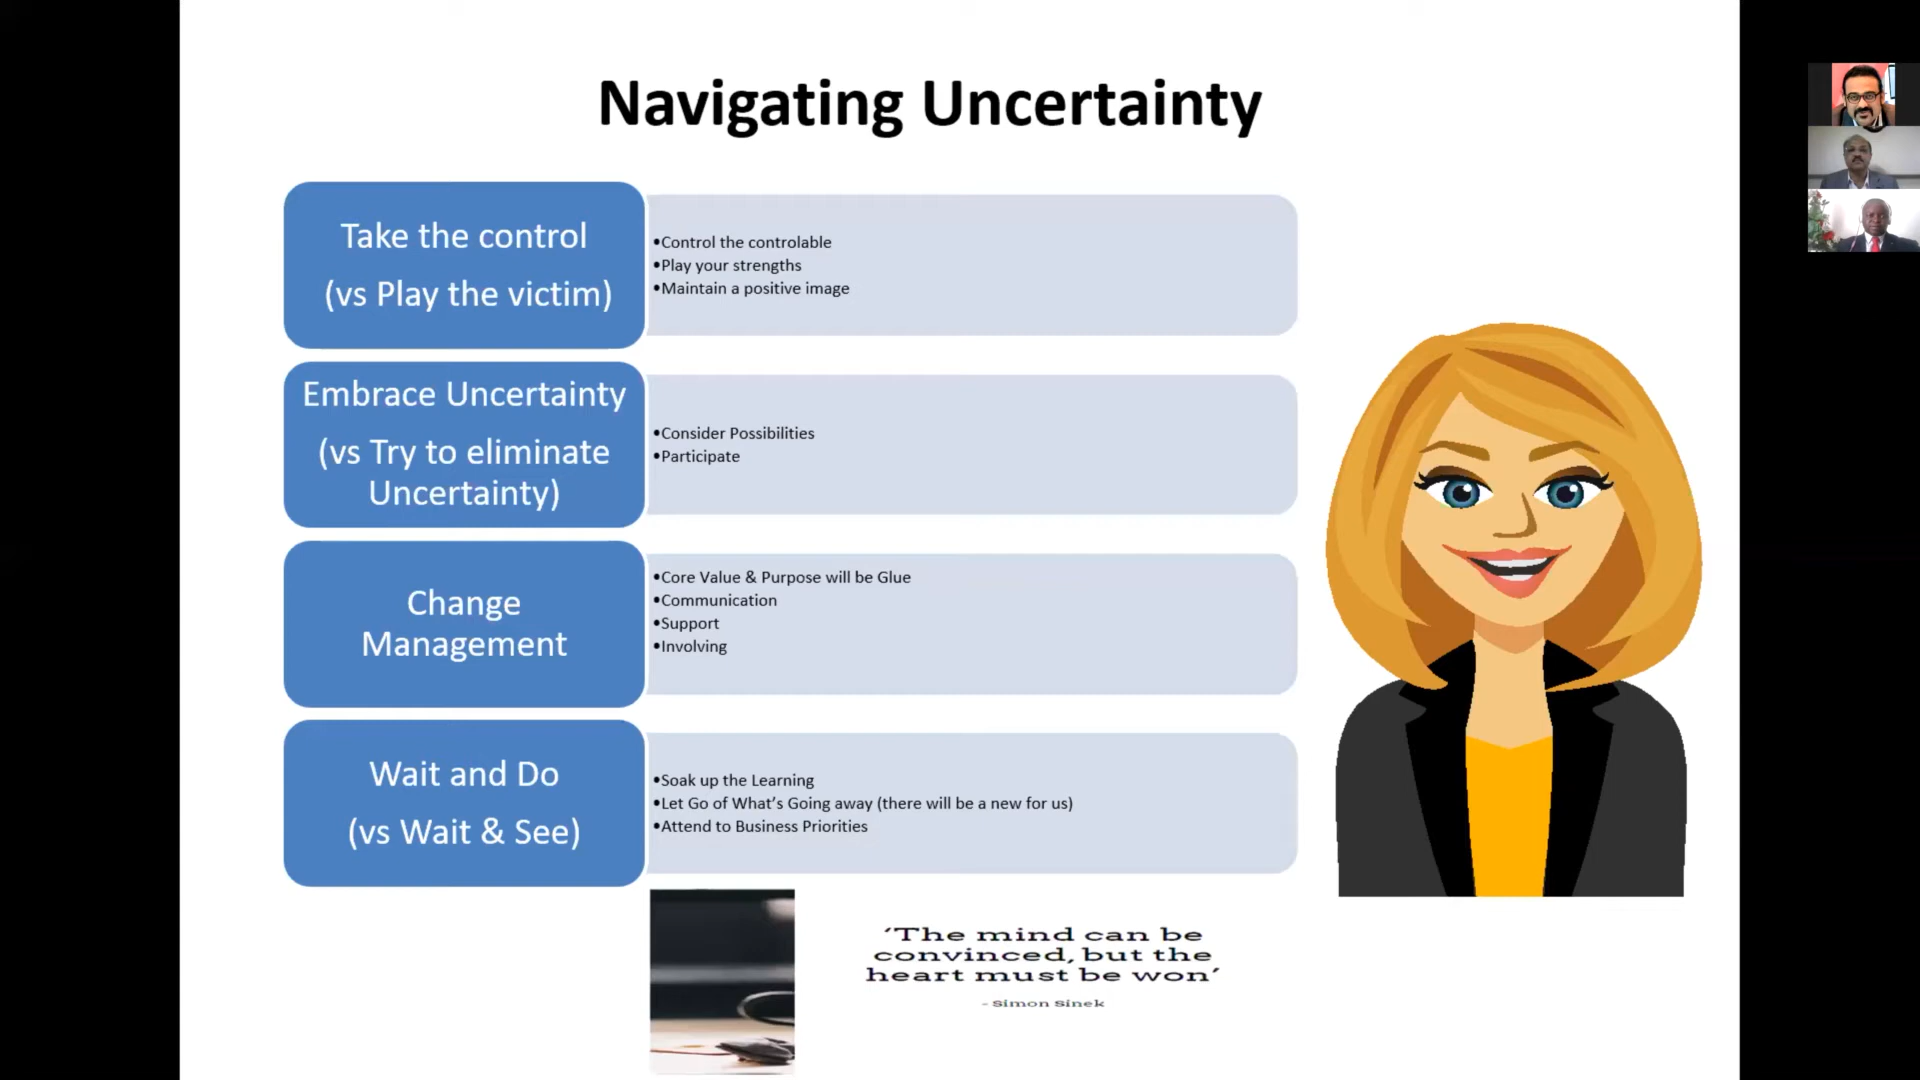 Navigating Uncertainty
Take the control
(vs Play the victim)
•Control the controlable
•Play your strengths
•Maintain a positive image
Embrace Uncertainty
(vs Try to eliminate
Uncertainty)
•Consider Possibilities
•Participate
Change
Management
•Core Value & Purpose will be Glue
•Communication
•Support
•Involving
Wait and Do
(vs Wait & See)
•Soak up the Learning
•Let Go of What’s Going away (there will be a new for us)
•Attend to Business Priorities
‘The mind can be
convinced, but the
heart must be won’
- Simon Sinek